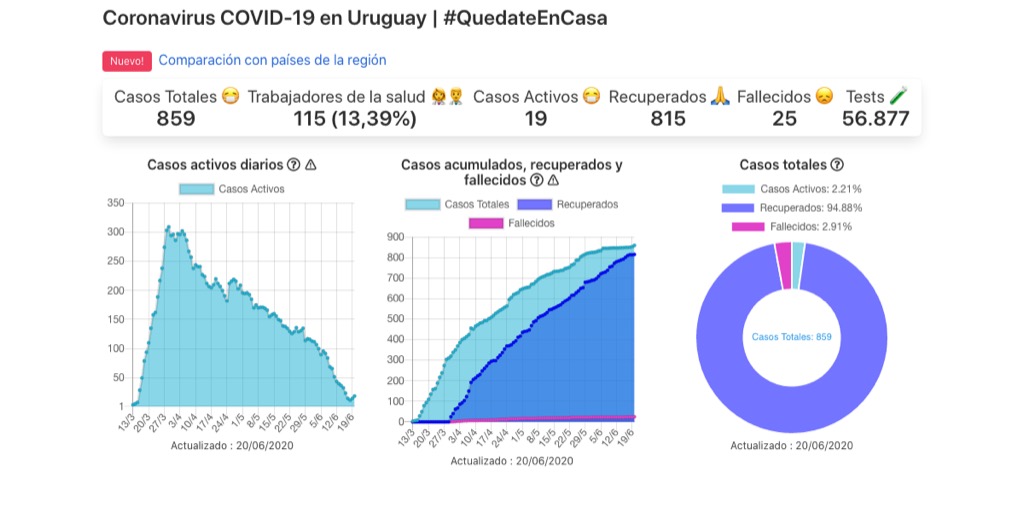 Coronavirus COVID-19 en Uruguay | #QuedateEnCasa
Nuevo! Comparación con países de la región
Casos Totales 😷 Trabajadores de la salud 👩‍⚕️👨‍⚕️ Casos Activos 😷 Recuperados 🙏 Fallecidos 😞 Tests 🧪
859 115 (13,39%) 19 815 25 56.877
Casos activos diarios
Casos Activos
350
300
250
200
150
100
50
1
13/3 20/3 27/3 3/4 10/4 17/4 24/4 1/5 8/5 15/5 22/5 29/5 5/6 12/6 19/6
Actualizado : 20/06/2020
Casos acumulados, recuperados y
fallecidos
Casos Totales Recuperados
Fallecidos
900
800
700
600
500
400
300
200
100
0
13/3 20/3 27/3 3/4 10/4 17/4 24/4 1/5 8/5 15/5 22/5 29/5 5/6 12/6 19/6
Actualizado : 20/06/2020
Casos totales
Casos Activos: 2.21%
Recuperados: 94.88%
Fallecidos: 2.91%
Casos Totales: 859
Actualizado : 20/06/2020